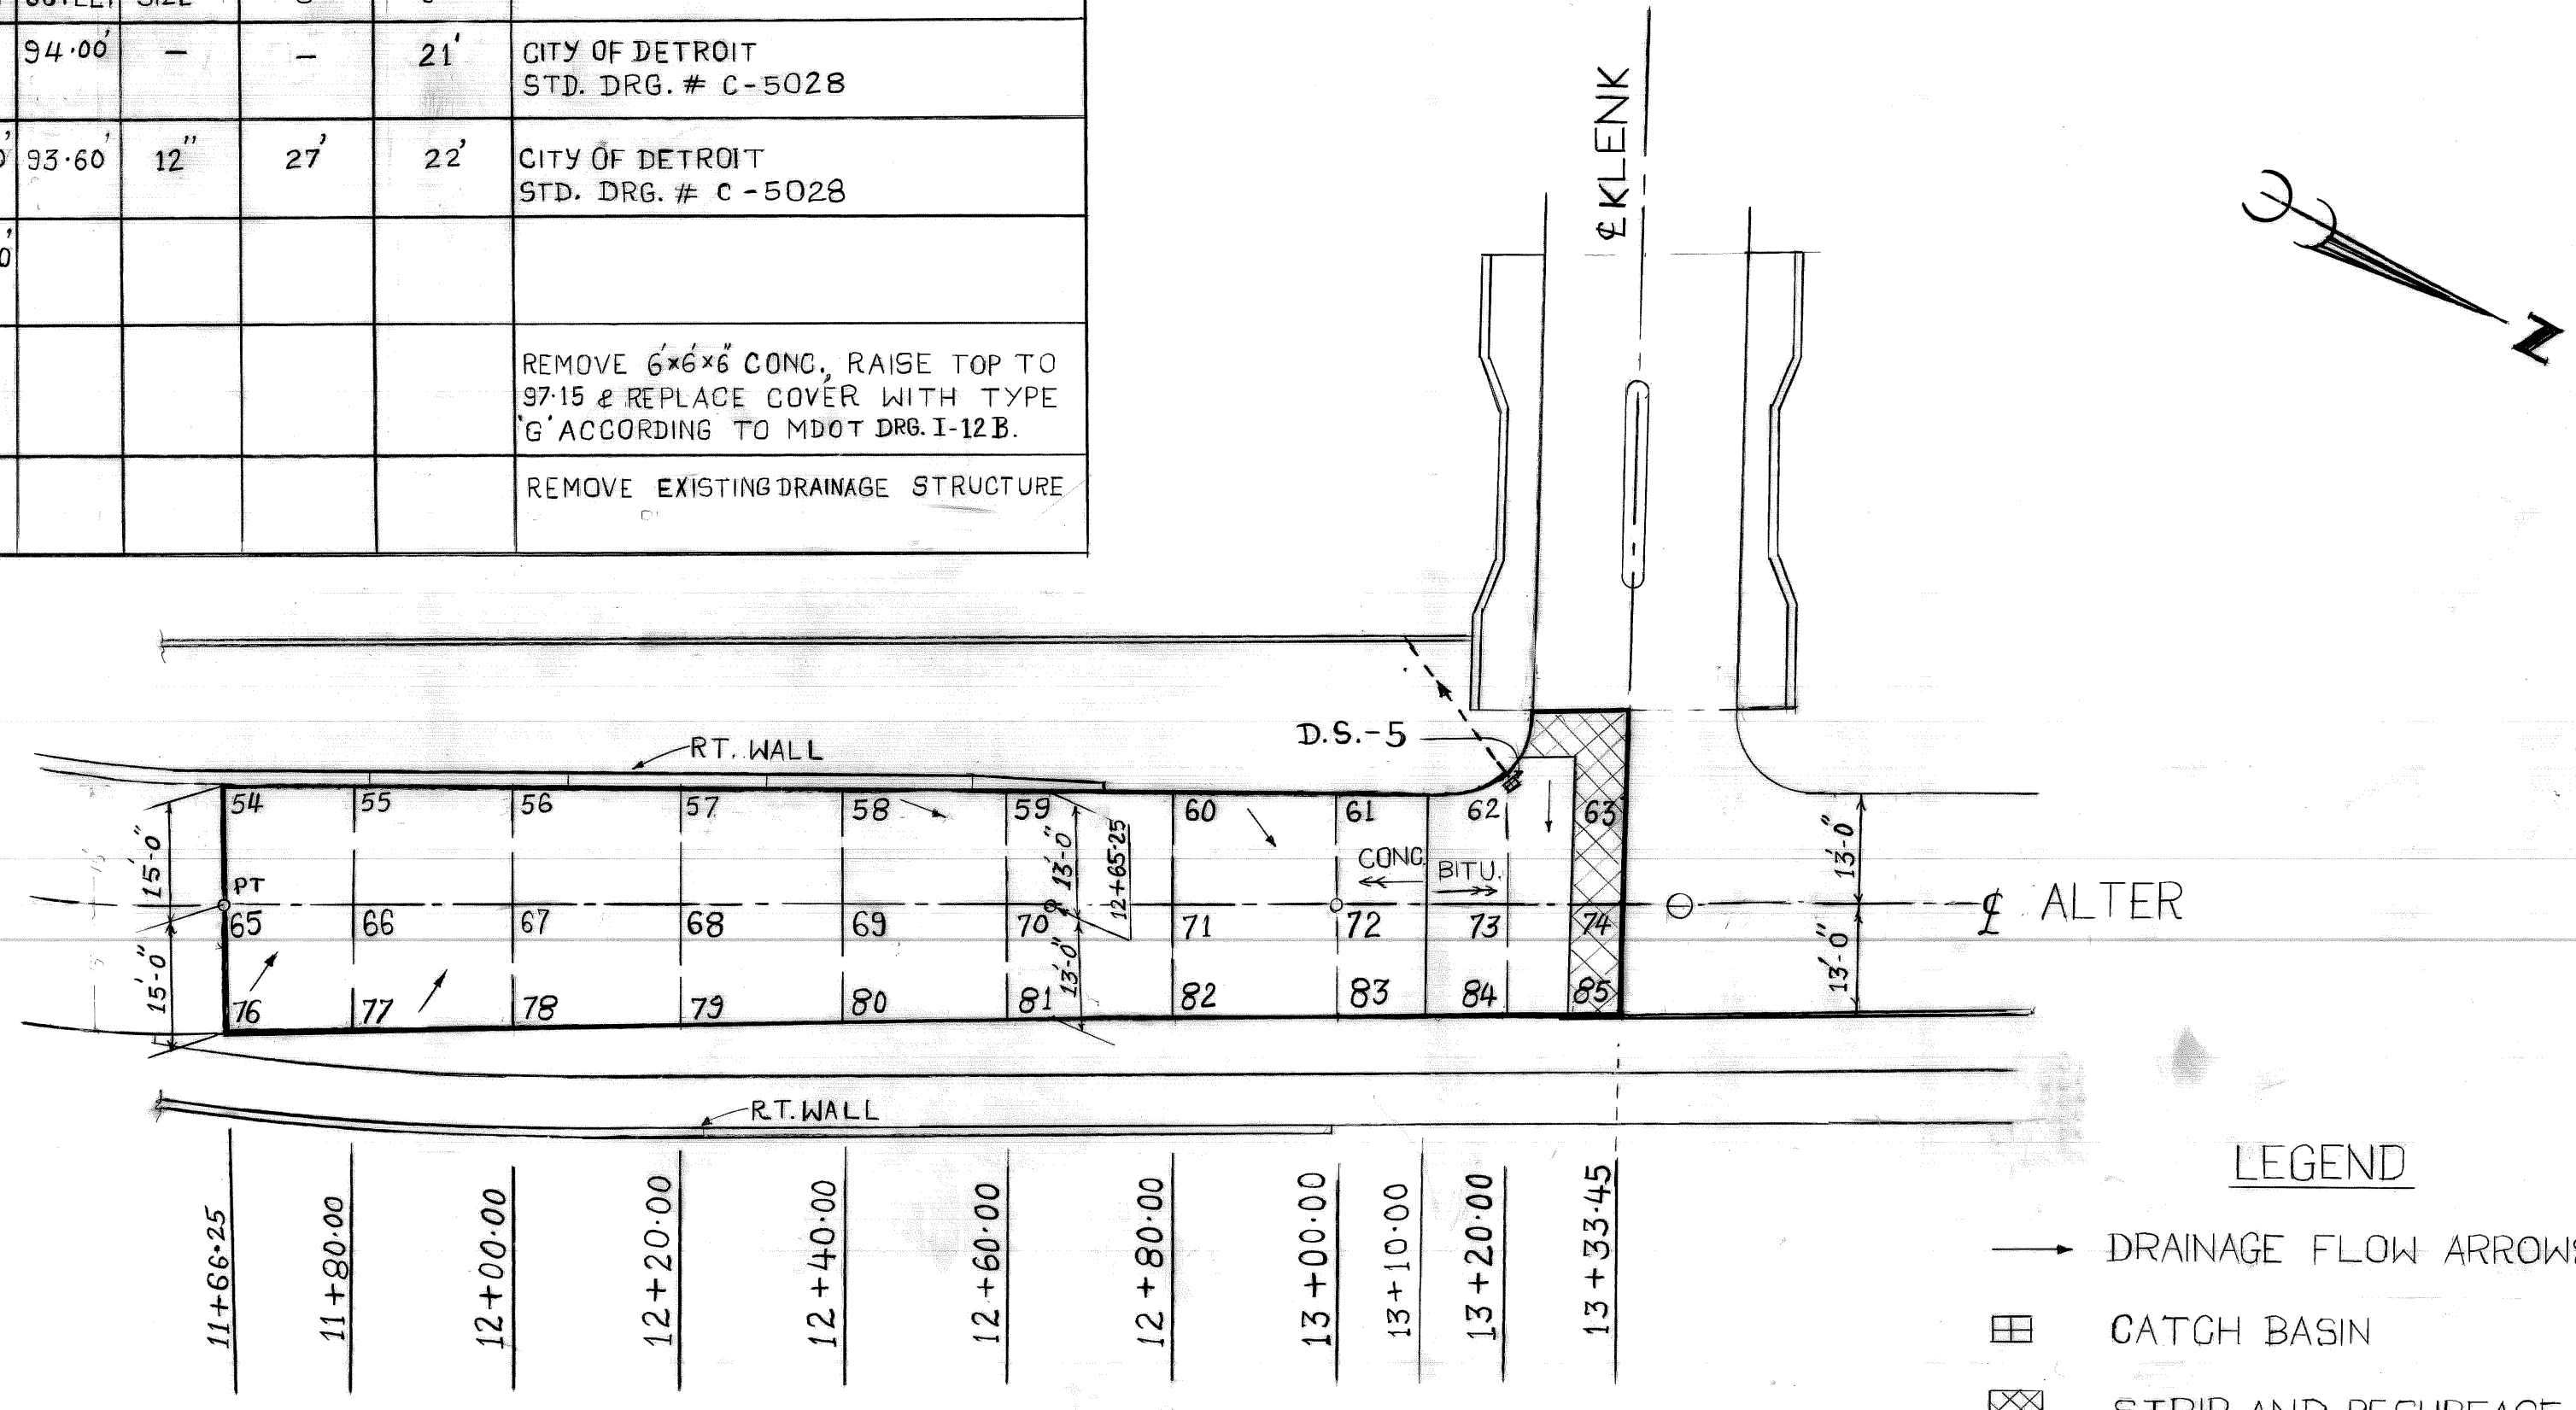 OUTLET SIZE
94.00' - - 21' CITY OF DETROIT
STD. DRG. # C-5028
93.60' 12" 27' 22' CITY OF DETROIT
STD. DRG. # C-5028
REMOVE 6'x6'x6" CONC., RAISE TOP TO
97.15 & REPLACE COVER WITH TYPE
'G' ACCORDING TO MDOT DRG. I-12B.
REMOVE EXISTING DRAINAGE STRUCTURE
℄ KLENK
N
D.S.-5
RT. WALL
54 55 56 57 58 59 60 61 62 63
15'-0" 13'-0" 12+65.25 CONC. BITU. 13'-0"
PT
℄ ALTER
65 66 67 68 69 70 71 72 73 74
15'-0" 13'-0" 13'-0"
76 77 78 79 80 81 82 83 84 85
RT. WALL
11+66.25
11+80.00
12+00.00
12+20.00
12+40.00
12+60.00
12+80.00
13+00.00
13+10.00
13+20.00
13+33.45
LEGEND
DRAINAGE FLOW ARROWS
CATCH BASIN
STRIP AND RESURFACE